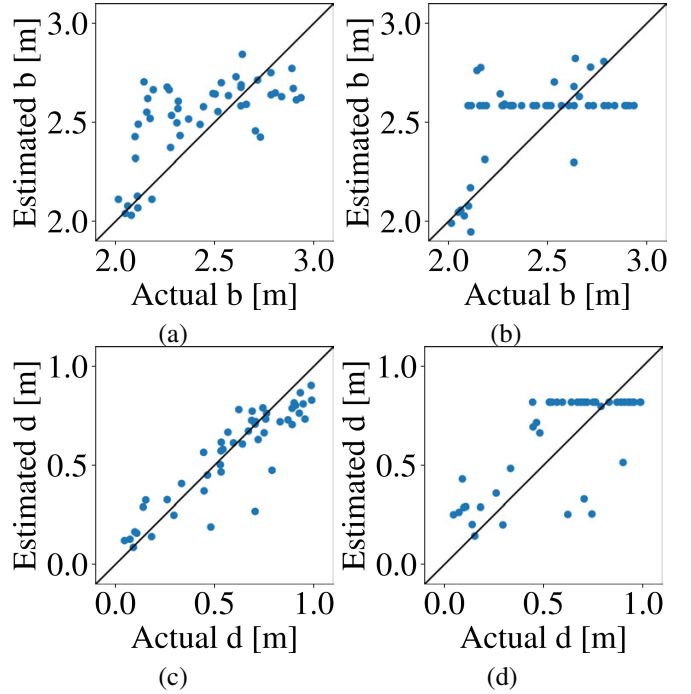 3.0
2.5
2.0
Estimated b [m]
2.0 2.5 3.0
Actual b [m]
(a)
3.0
2.5
2.0
Estimated b [m]
2.0 2.5 3.0
Actual b [m]
(b)
1.0
0.5
0.0
Estimated d [m]
0.0 0.5 1.0
Actual d [m]
(c)
1.0
0.5
0.0
Estimated d [m]
0.0 0.5 1.0
Actual d [m]
(d)